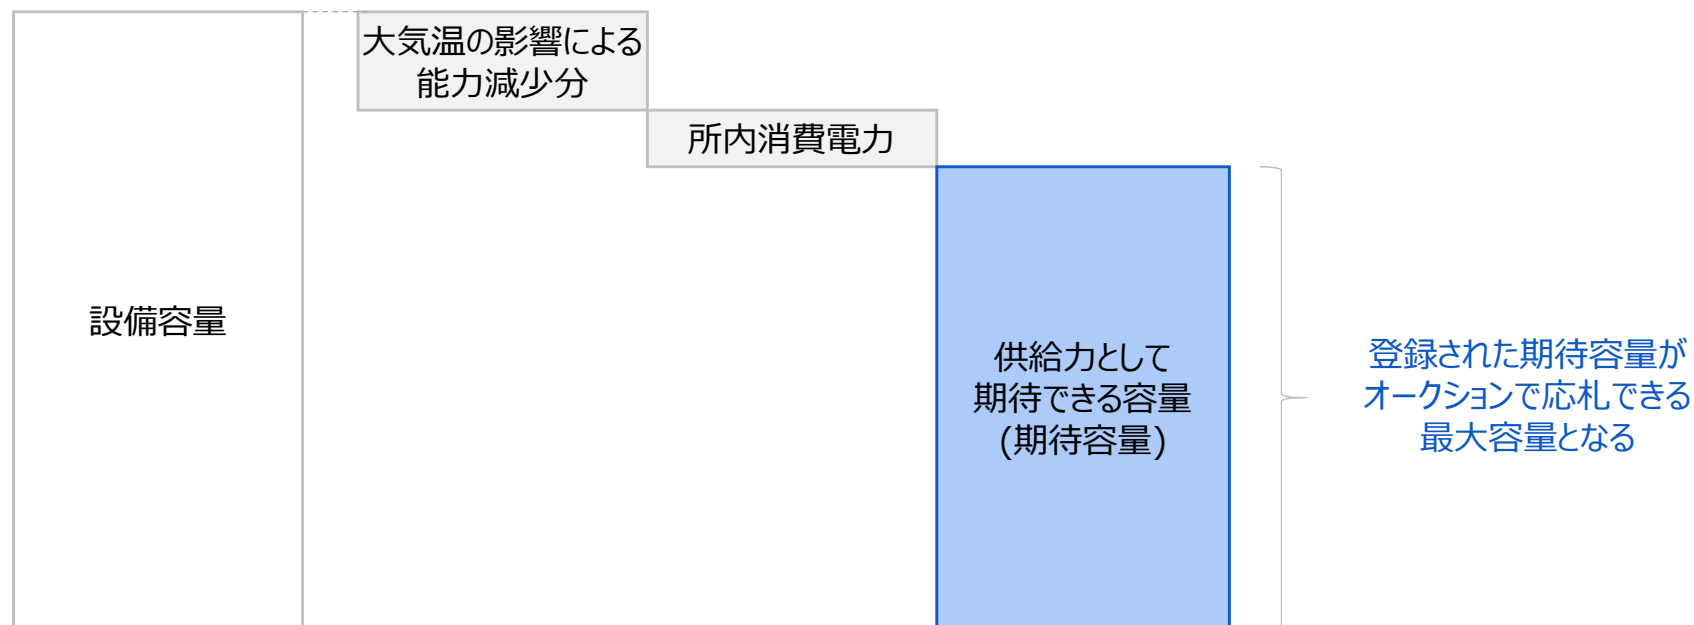 大気温の影響による
能力減少分
所内消費電力
設備容量
供給力として
期待できる容量
(期待容量)
登録された期待容量が
オークションで応札できる
最大容量となる